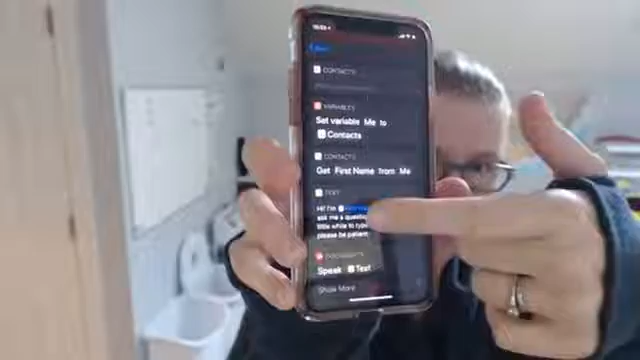 CONTACTS
VARIABLES
Set variable Me to
Contacts
CONTACTS
Get First Name from Me
TEXT
Hi! I'm
ask me a question
little while to type
please be patient
Speak Text
Show More